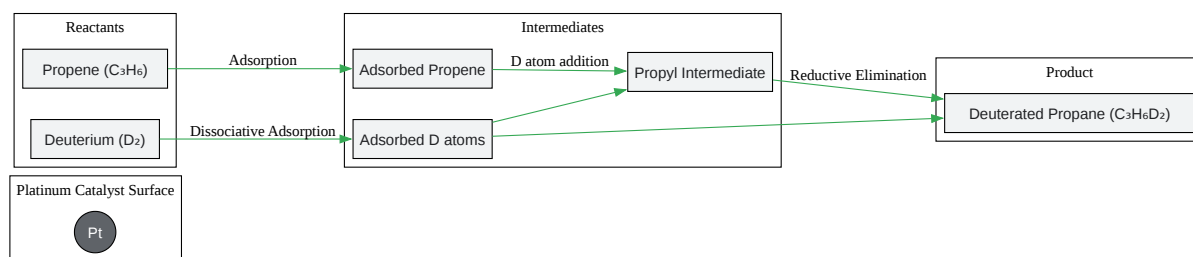 Reactants
Propene (C₃H₆)
Deuterium (D₂)
Adsorption
Dissociative Adsorption
Intermediates
Adsorbed Propene
Adsorbed D atoms
D atom addition
Propyl Intermediate
Reductive Elimination
Product
Deuterated Propane (C₃H₆D₂)
Platinum Catalyst Surface
Pt